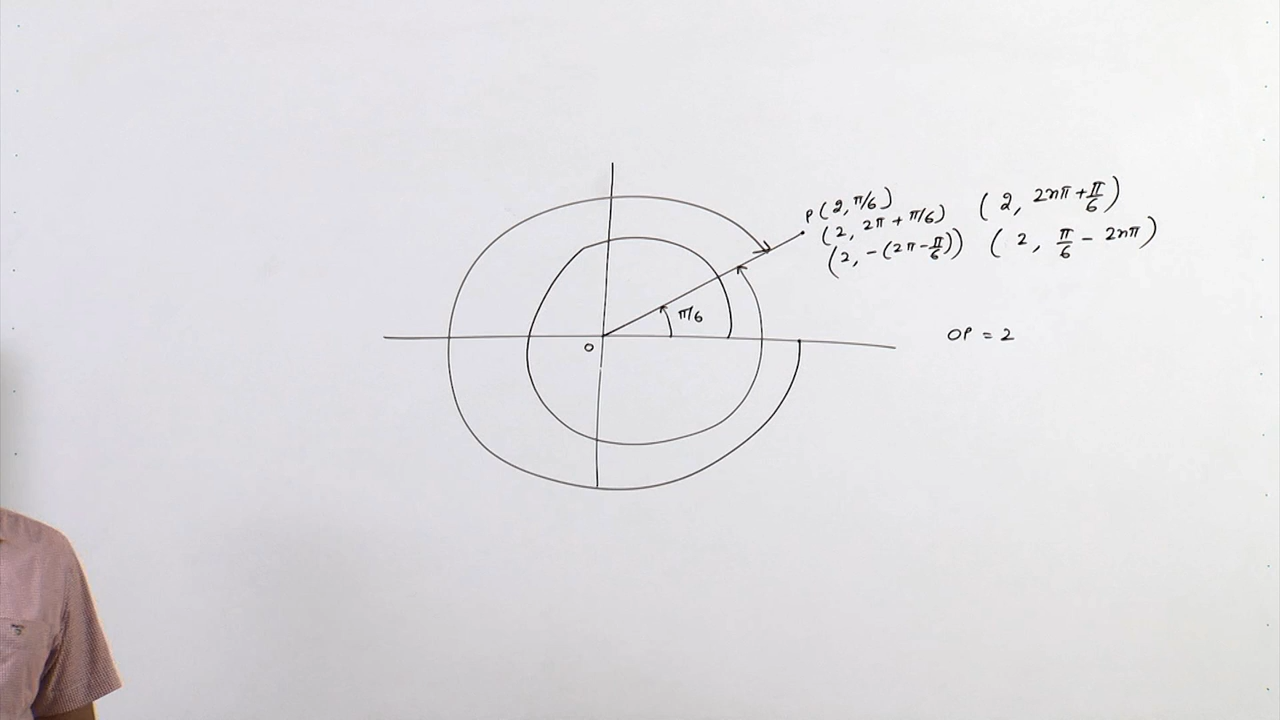 P(2, π/6) (2, 2nπ + π/6)
(2, 2π + π/6)
(2, -(2π - π/6)) (2, π/6 - 2nπ)
π/6
O
OP = 2